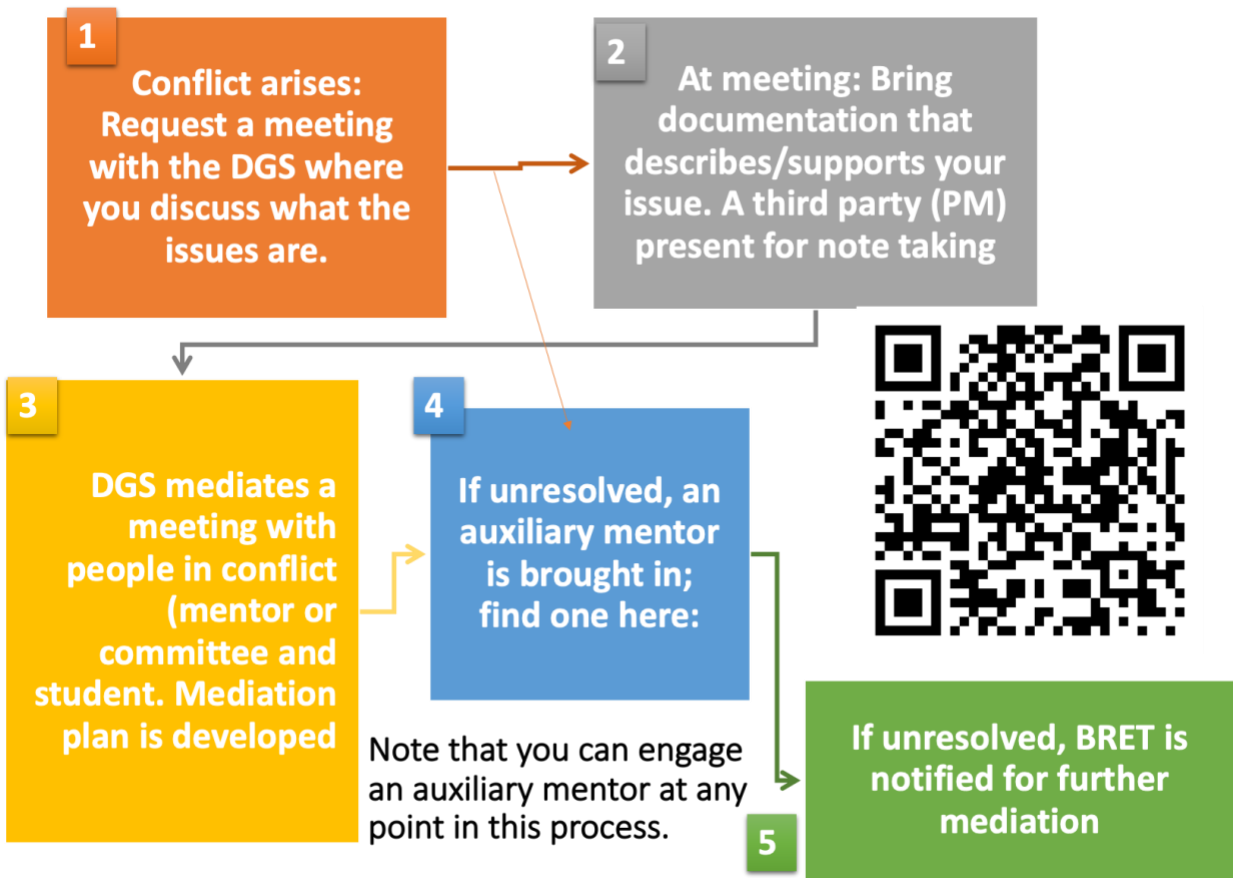 1
Conflict arises:
Request a meeting
with the DGS where
you discuss what the
issues are.
2
At meeting: Bring
documentation that
describes/supports your
issue. A third party (PM)
present for note taking
3
DGS mediates a
meeting with
people in conflict
(mentor or
committee and
student. Mediation
plan is developed
4
If unresolved, an
auxiliary mentor
is brought in;
find one here:
Note that you can engage
an auxiliary mentor at any
point in this process.
5
If unresolved, BRET is
notified for further
mediation